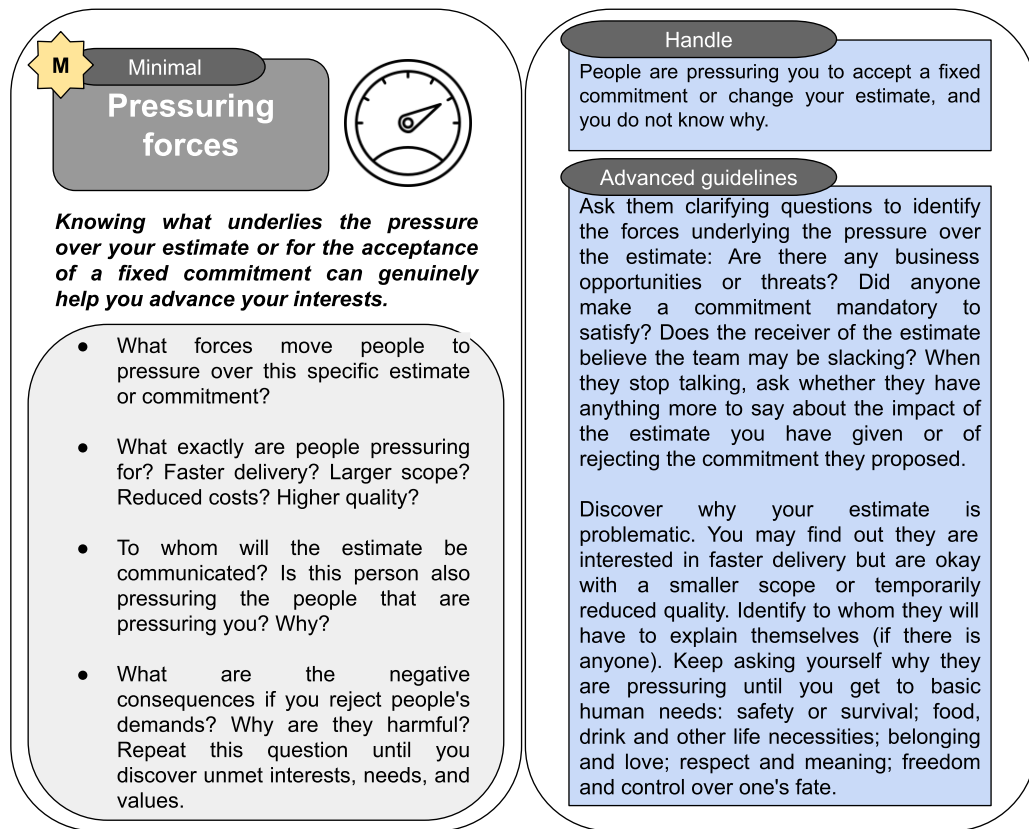 M
Minimal
Pressuring
forces
Knowing what underlies the pressure
over your estimate or for the acceptance
of a fixed commitment can genuinely
help you advance your interests.
● What forces move people to
pressure over this specific estimate
or commitment?
● What exactly are people pressuring
for? Faster delivery? Larger scope?
Reduced costs? Higher quality?
● To whom will the estimate be
communicated? Is this person also
pressuring the people that are
pressuring you? Why?
● What are the negative
consequences if you reject people's
demands? Why are they harmful?
Repeat this question until you
discover unmet interests, needs, and
values.
Handle
People are pressuring you to accept a fixed
commitment or change your estimate, and
you do not know why.
Advanced guidelines
Ask them clarifying questions to identify
the forces underlying the pressure over
the estimate: Are there any business
opportunities or threats? Did anyone
make a commitment mandatory to
satisfy? Does the receiver of the estimate
believe the team may be slacking? When
they stop talking, ask whether they have
anything more to say about the impact of
the estimate you have given or of
rejecting the commitment they proposed.
Discover why your estimate is
problematic. You may find out they are
interested in faster delivery but are okay
with a smaller scope or temporarily
reduced quality. Identify to whom they will
have to explain themselves (if there is
anyone). Keep asking yourself why they
are pressuring until you get to basic
human needs: safety or survival; food,
drink and other life necessities; belonging
and love; respect and meaning; freedom
and control over one's fate.